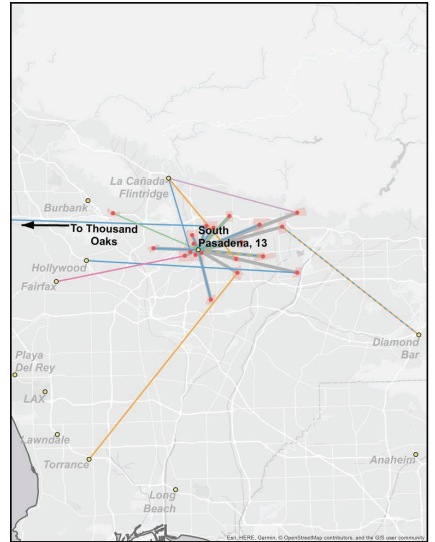 La Cañada
Flintridge
Burbank
To Thousand
Oaks
South
Pasadena, 13
Hollywood
Fairfax
Diamond
Bar
Playa
Del Rey
LAX
Lawndale
Torrance
Anaheim
Long
Beach
Esri, HERE, Garmin, © OpenStreetMap contributors, and the GIS user community